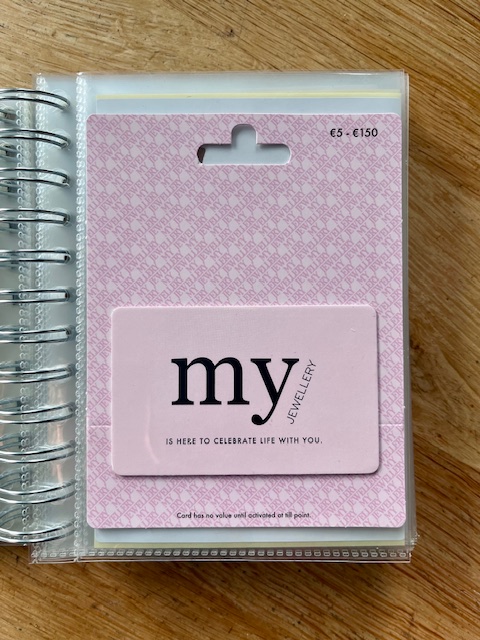 €5 - €150
my
JEWELLERY
IS HERE TO CELEBRATE LIFE WITH YOU.
Card has no value until activated at till point.